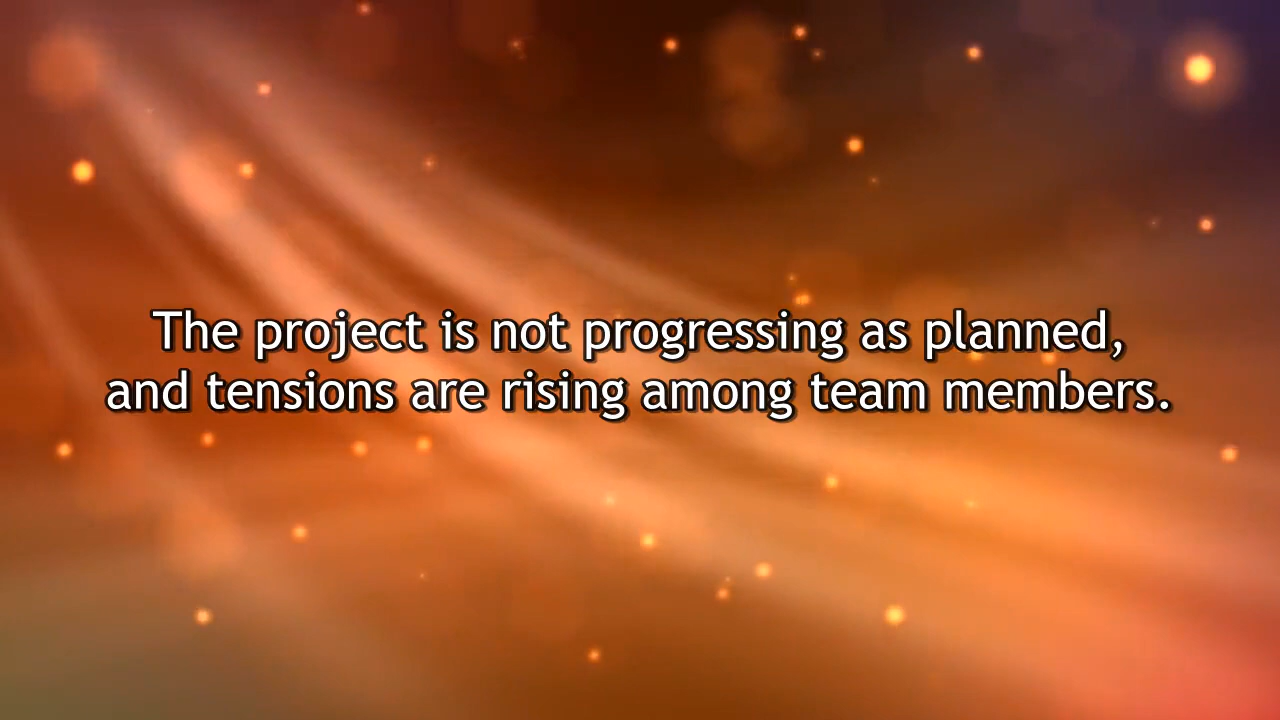 The project is not progressing as planned,
and tensions are rising among team members.